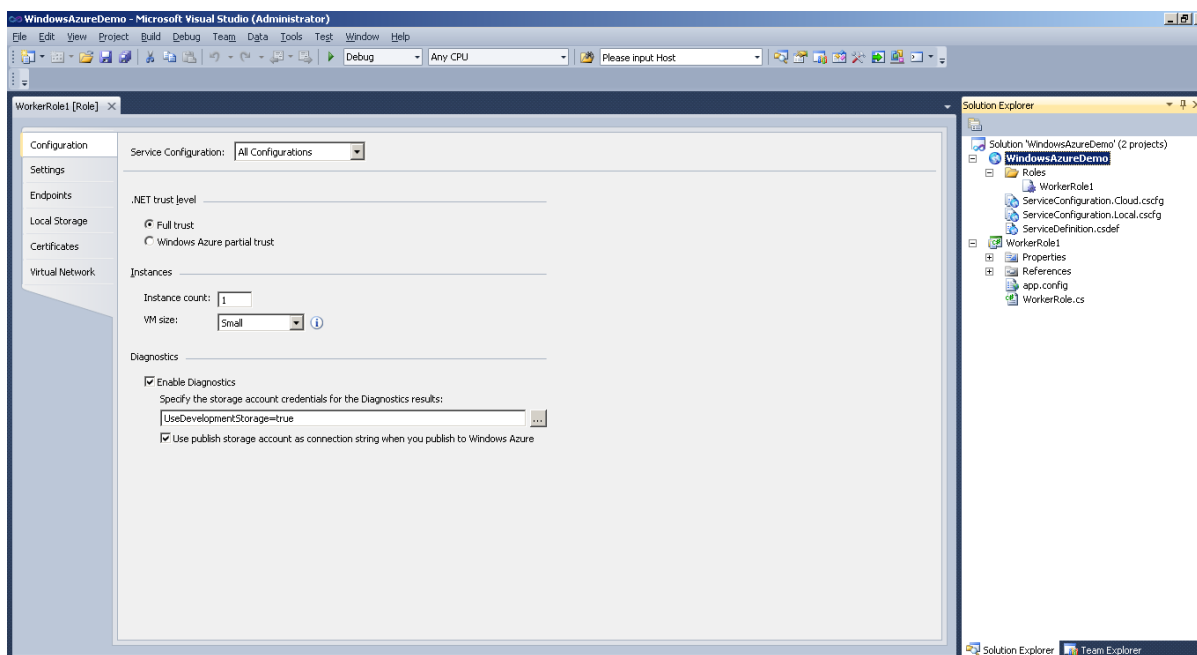 WindowsAzureDemo - Microsoft Visual Studio (Administrator)
File Edit View Project Build Debug Team Data Tools Test Window Help
Debug Any CPU Please input Host
WorkerRole1 [Role]
Configuration
Settings
Endpoints
Local Storage
Certificates
Virtual Network
Service Configuration: All Configurations
.NET trust level
Full trust
Windows Azure partial trust
Instances
Instance count: 1
VM size: Small
Diagnostics
Enable Diagnostics
Specify the storage account credentials for the Diagnostics results:
UseDevelopmentStorage=true
...
Use publish storage account as connection string when you publish to Windows Azure
Solution Explorer
Solution 'WindowsAzureDemo' (2 projects)
WindowsAzureDemo
Roles
WorkerRole1
ServiceConfiguration.Cloud.cscfg
ServiceConfiguration.Local.cscfg
ServiceDefinition.csdef
WorkerRole1
Properties
References
app.config
WorkerRole.cs
Solution Explorer Team Explorer